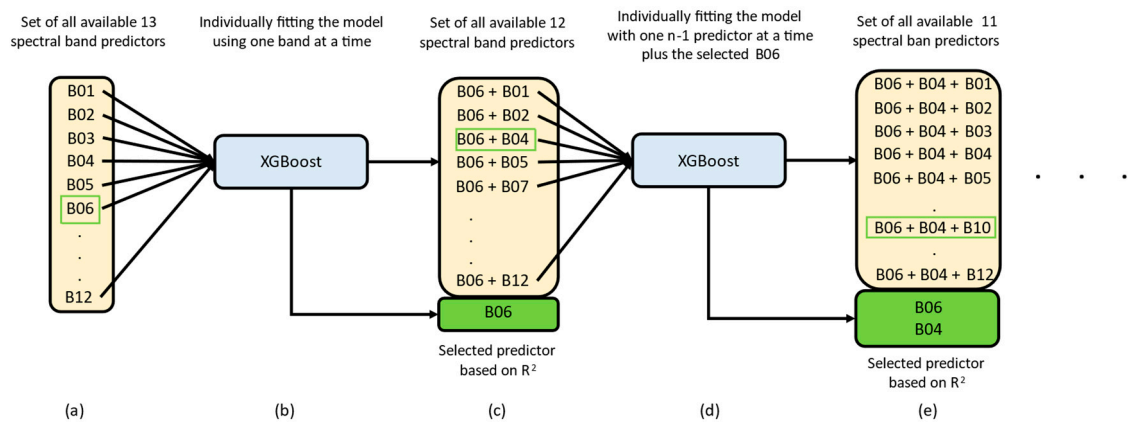 Set of all available 13
spectral band predictors
Individually fitting the model
using one band at a time
Set of all available 12
spectral band predictors
Individually fitting the model
with one n-1 predictor at a time
plus the selected B06
Set of all available 11
spectral ban predictors
B01
B02
B03
B04
B05
B06
.
.
.
B12
XGBoost
B06 + B01
B06 + B02
B06 + B04
B06 + B05
B06 + B07
.
.
.
B06 + B12
B06
Selected predictor
based on R²
XGBoost
B06 + B04 + B01
B06 + B04 + B02
B06 + B04 + B03
B06 + B04 + B04
B06 + B04 + B05
.
B06 + B04 + B10
.
B06 + B04 + B12
B06
B04
Selected predictor
based on R²
. . .
(a)
(b)
(c)
(d)
(e)